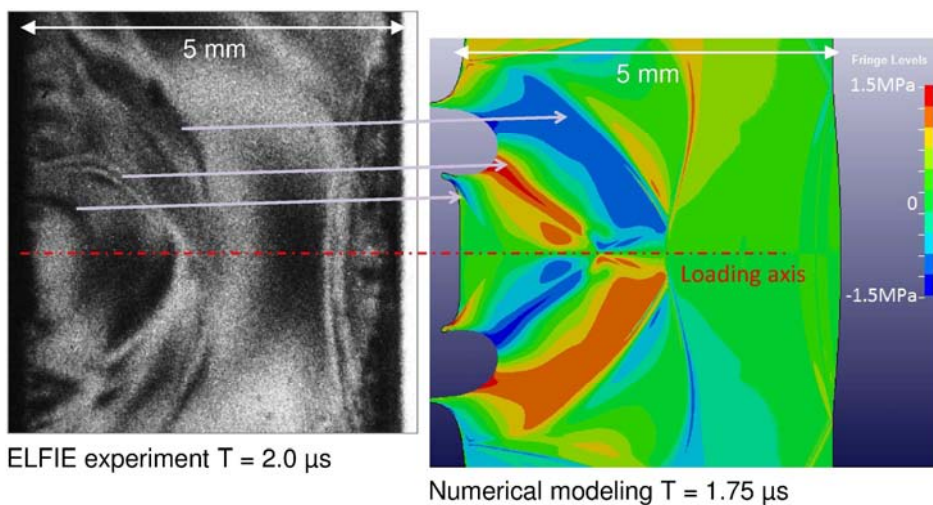 5 mm
5 mm
Fringe Levels
1.5MPa
0
-1.5MPa
Loading axis
ELFIE experiment T = 2.0 µs
Numerical modeling T = 1.75 µs